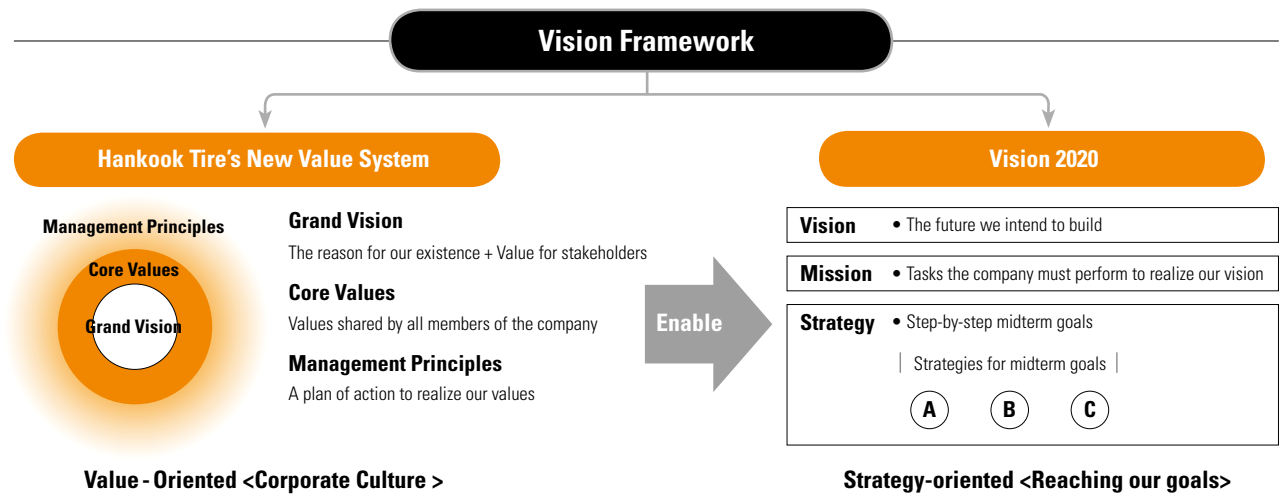 Vision Framework
Hankook Tire's New Value System
Management Principles
Core Values
Grand Vision
Grand Vision
The reason for our existence + Value for stakeholders
Core Values
Values shared by all members of the company
Management Principles
A plan of action to realize our values
Value - Oriented <Corporate Culture >
Enable
Vision 2020
Vision • The future we intend to build
Mission • Tasks the company must perform to realize our vision
Strategy • Step-by-step midterm goals
| Strategies for midterm goals |
A B C
Strategy-oriented <Reaching our goals>